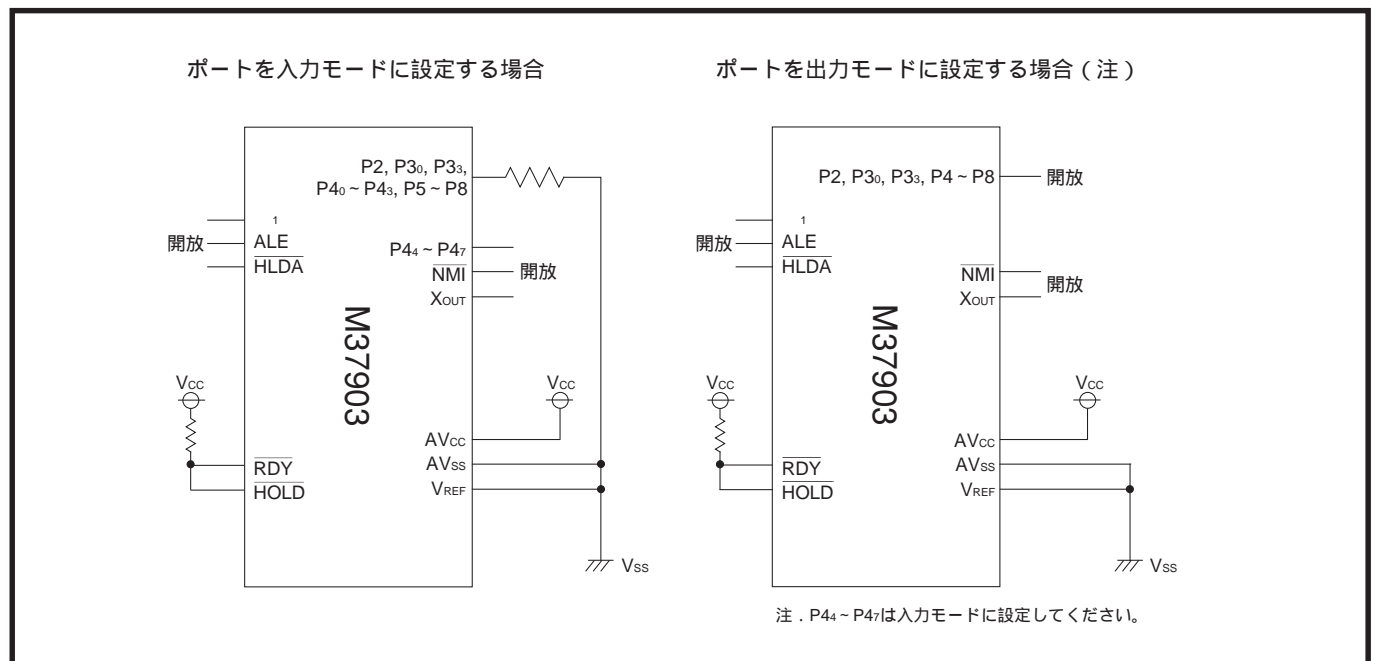 ポートを入力モードに設定する場合
P2, P30, P33,
P40 ~ P43, P5 ~ P8
1
開放
ALE
HLDA
P44 ~ P47
NMI
開放
XOUT
M37903
VCC
VCC
AVCC
RDY
AVSS
HOLD
VREF
VSS
ポートを出力モードに設定する場合(注)
P2, P30, P33, P4 ~ P8
開放
1
開放
ALE
HLDA
NMI
開放
XOUT
M37903
VCC
VCC
AVCC
RDY
AVSS
HOLD
VREF
VSS
注.P44 ~ P47は入力モードに設定してください。